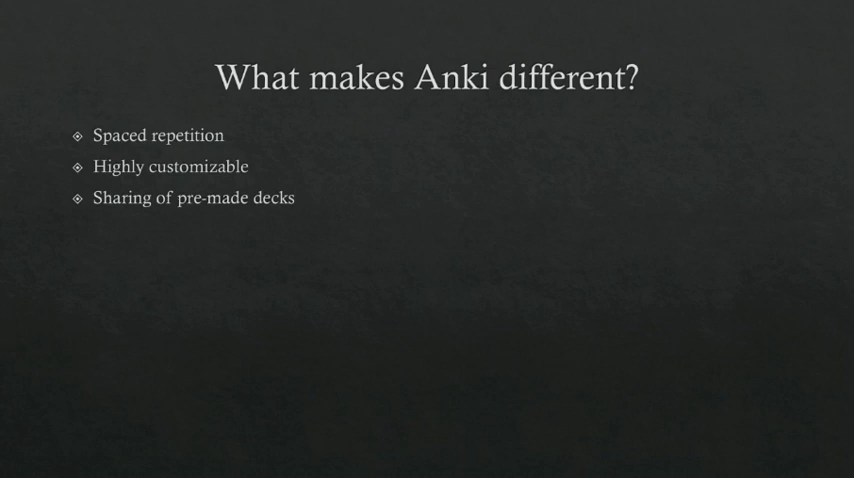 What makes Anki different?
Spaced repetition
Highly customizable
Sharing of pre-made decks